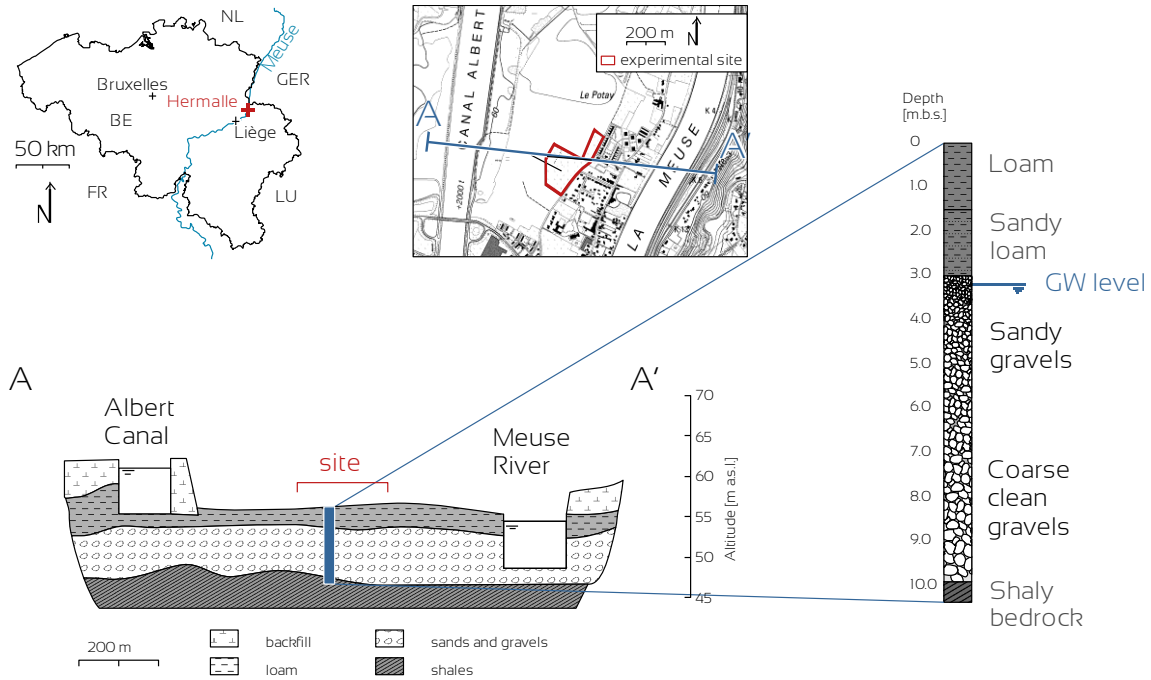 NL
Meuse
GER
Bruxelles
Hermalle
BE
Liège
50 km
N
FR
LU
200 m
N
experimental site
CANAL ALBERT
60
Le Potay
K 4
A
A'
MEUSE
LA
K 12
Depth
[m.b.s.]
0
1.0
2.0
3.0
4.0
5.0
6.0
7.0
8.0
9.0
10.0
Loam
Sandy
loam
GW level
Sandy
gravels
Coarse
clean
gravels
Shaly
bedrock
A
A'
Albert
Canal
site
Meuse
River
70
65
60
55
50
45
Altitude [m a.s.l.]
200 m
backfill
loam
sands and gravels
shales